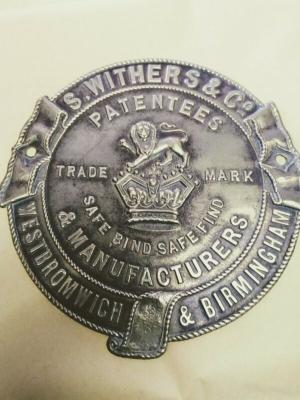 S. WITHERS & Co
PATENTEES
TRADE MARK
SAFE BIND SAFE FIND
& MANUFACTURERS
WESTBROMWICH & BIRMINGHAM